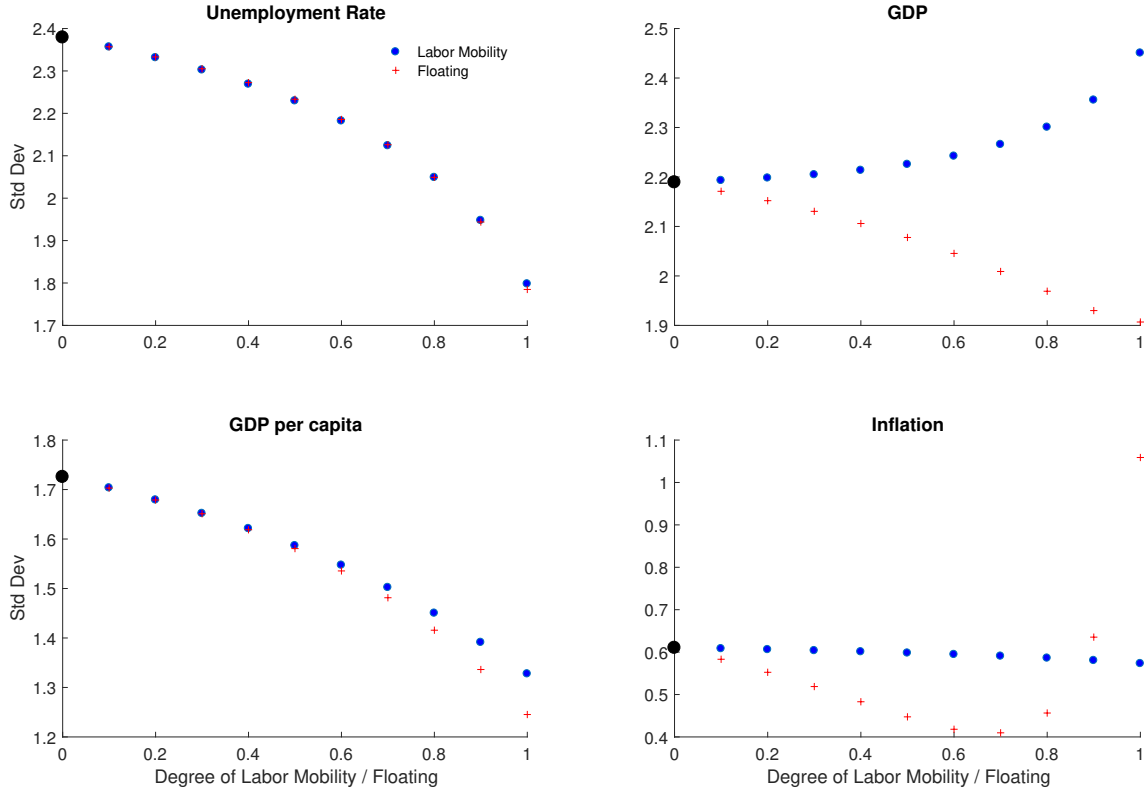 Unemployment Rate
2.4
2.3
2.2
2.1
2
1.9
1.8
1.7
Std Dev
Labor Mobility
Floating
0 0.2 0.4 0.6 0.8 1
GDP
2.5
2.4
2.3
2.2
2.1
2
1.9
0 0.2 0.4 0.6 0.8 1
GDP per capita
1.8
1.7
1.6
1.5
1.4
1.3
1.2
Std Dev
0 0.2 0.4 0.6 0.8 1
Degree of Labor Mobility / Floating
Inflation
1.1
1
0.9
0.8
0.7
0.6
0.5
0.4
0 0.2 0.4 0.6 0.8 1
Degree of Labor Mobility / Floating